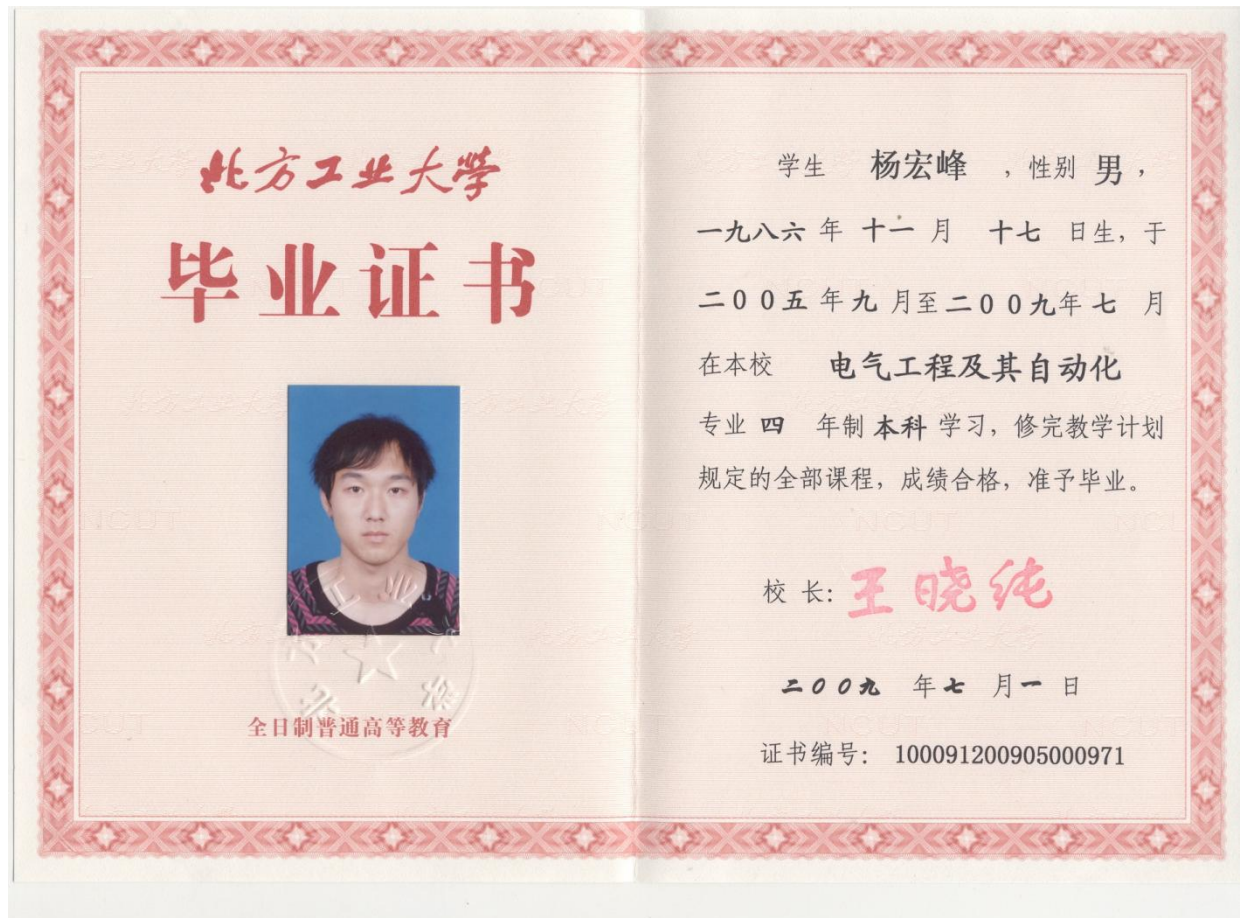 北方工业大学
毕业证书
全日制普通高等教育
学生 杨宏峰 ，性别 男，
一九八六 年 十一 月 十七 日生，于
二00五 年 九 月至 二00九 年 七 月
在本校 电气工程及其自动化
专业 四 年制 本科 学习，修完教学计划
规定的全部课程，成绩合格，准予毕业。
校 长：王晓纯
二00九 年 七 月 一 日
证书编号： 100091200905000971
NCUT